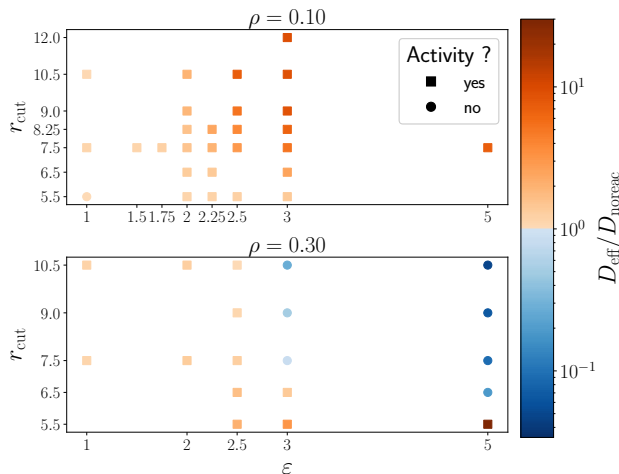 ρ = 0.10
r_cut
12.0
10.5
9.0
8.25
7.5
6.5
5.5
1 1.5 1.75 2 2.25 2.5 3 5
Activity ?
yes
no
ρ = 0.30
r_cut
10.5
9.0
7.5
6.5
5.5
1 2 2.5 3 5
ε
10^1
10^0
10^−1
D_eff/D_noreac